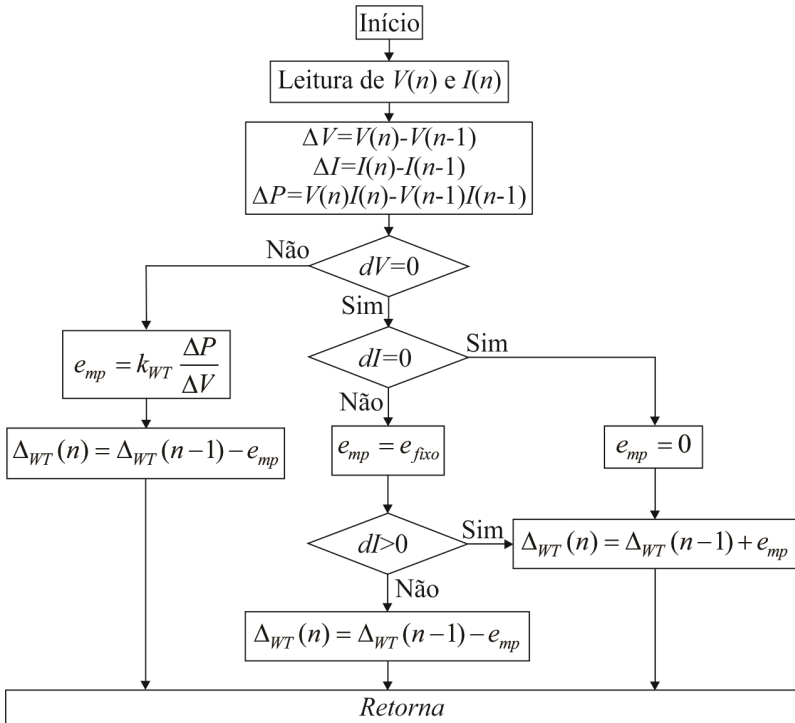 Início
Leitura de V(n) e I(n)
ΔV=V(n)-V(n-1)
ΔI=I(n)-I(n-1)
ΔP=V(n)I(n)-V(n-1)I(n-1)
Não
dV=0
Sim
e_mp = k_WT ΔP/ΔV
dI=0
Sim
Não
Δ_WT(n) = Δ_WT(n−1) − e_mp
e_mp = e_fixo
e_mp = 0
dI>0
Sim
Δ_WT(n) = Δ_WT(n−1) + e_mp
Não
Δ_WT(n) = Δ_WT(n−1) − e_mp
Retorna